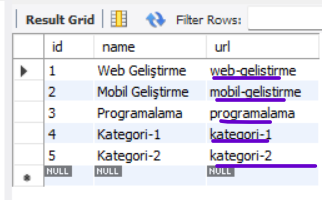 Result Grid Filter Rows:
id name url
1 Web Geliştirme web-gelistirme
2 Mobil Geliştirme mobil-gelistirme
3 Programalama programalama
4 Kategori-1 kategori-1
5 Kategori-2 kategori-2
NULL NULL NULL